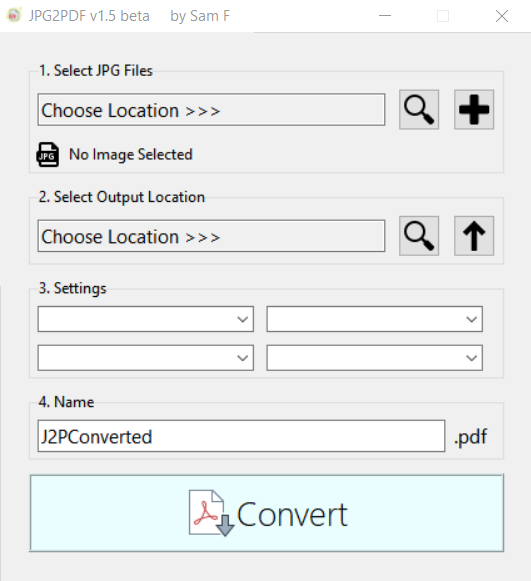 JPG2PDF v1.5 beta by Sam F
1. Select JPG Files
Choose Location >>>
JPG No Image Selected
2. Select Output Location
Choose Location >>>
3. Settings
4. Name
J2PConverted .pdf
Convert